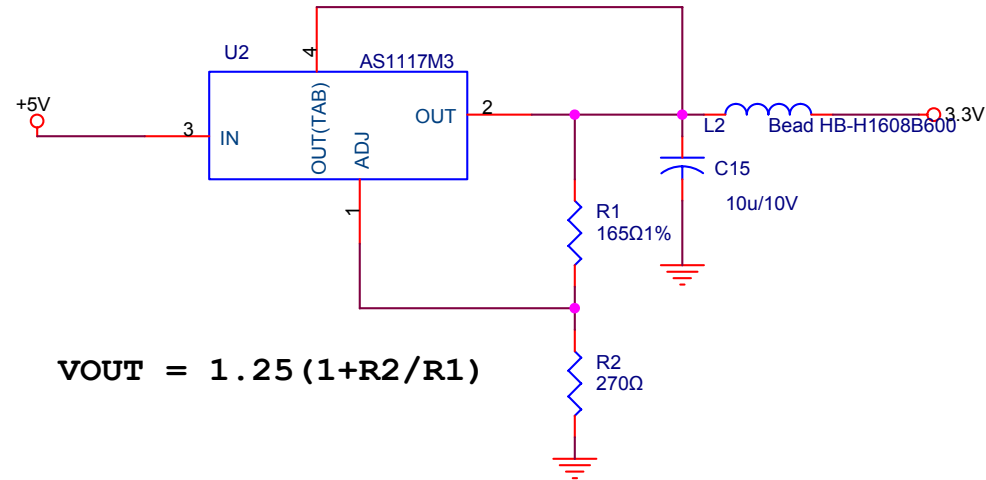 4
U2
AS1117M3
+5V
3
IN
OUT(TAB)
ADJ
OUT
2
L2
Bead HB-H1608B600
3.3V
C15
10u/10V
1
R1
165Ω1%
VOUT = 1.25(1+R2/R1)
R2
270Ω